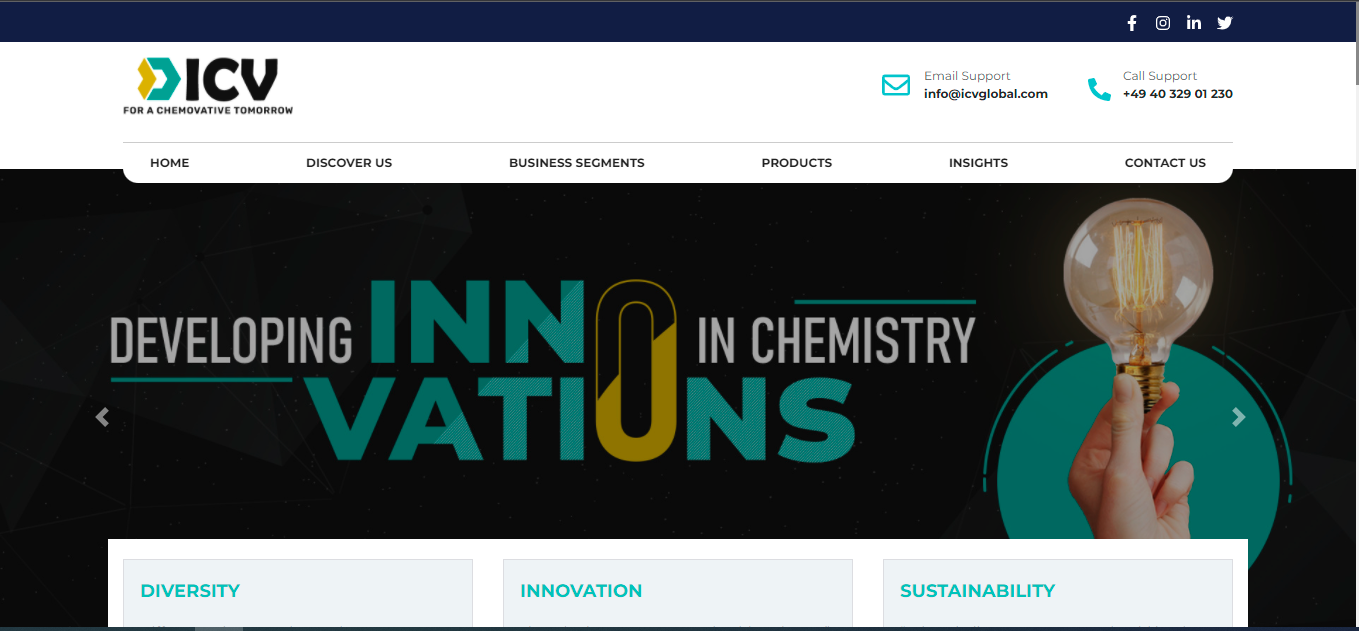 ICV
FOR A CHEMOVATIVE TOMORROW
Email Support
info@icvglobal.com
Call Support
+49 40 329 01 230
HOME
DISCOVER US
BUSINESS SEGMENTS
PRODUCTS
INSIGHTS
CONTACT US
DEVELOPING INNOVATIONS IN CHEMISTRY
DIVERSITY
INNOVATION
SUSTAINABILITY